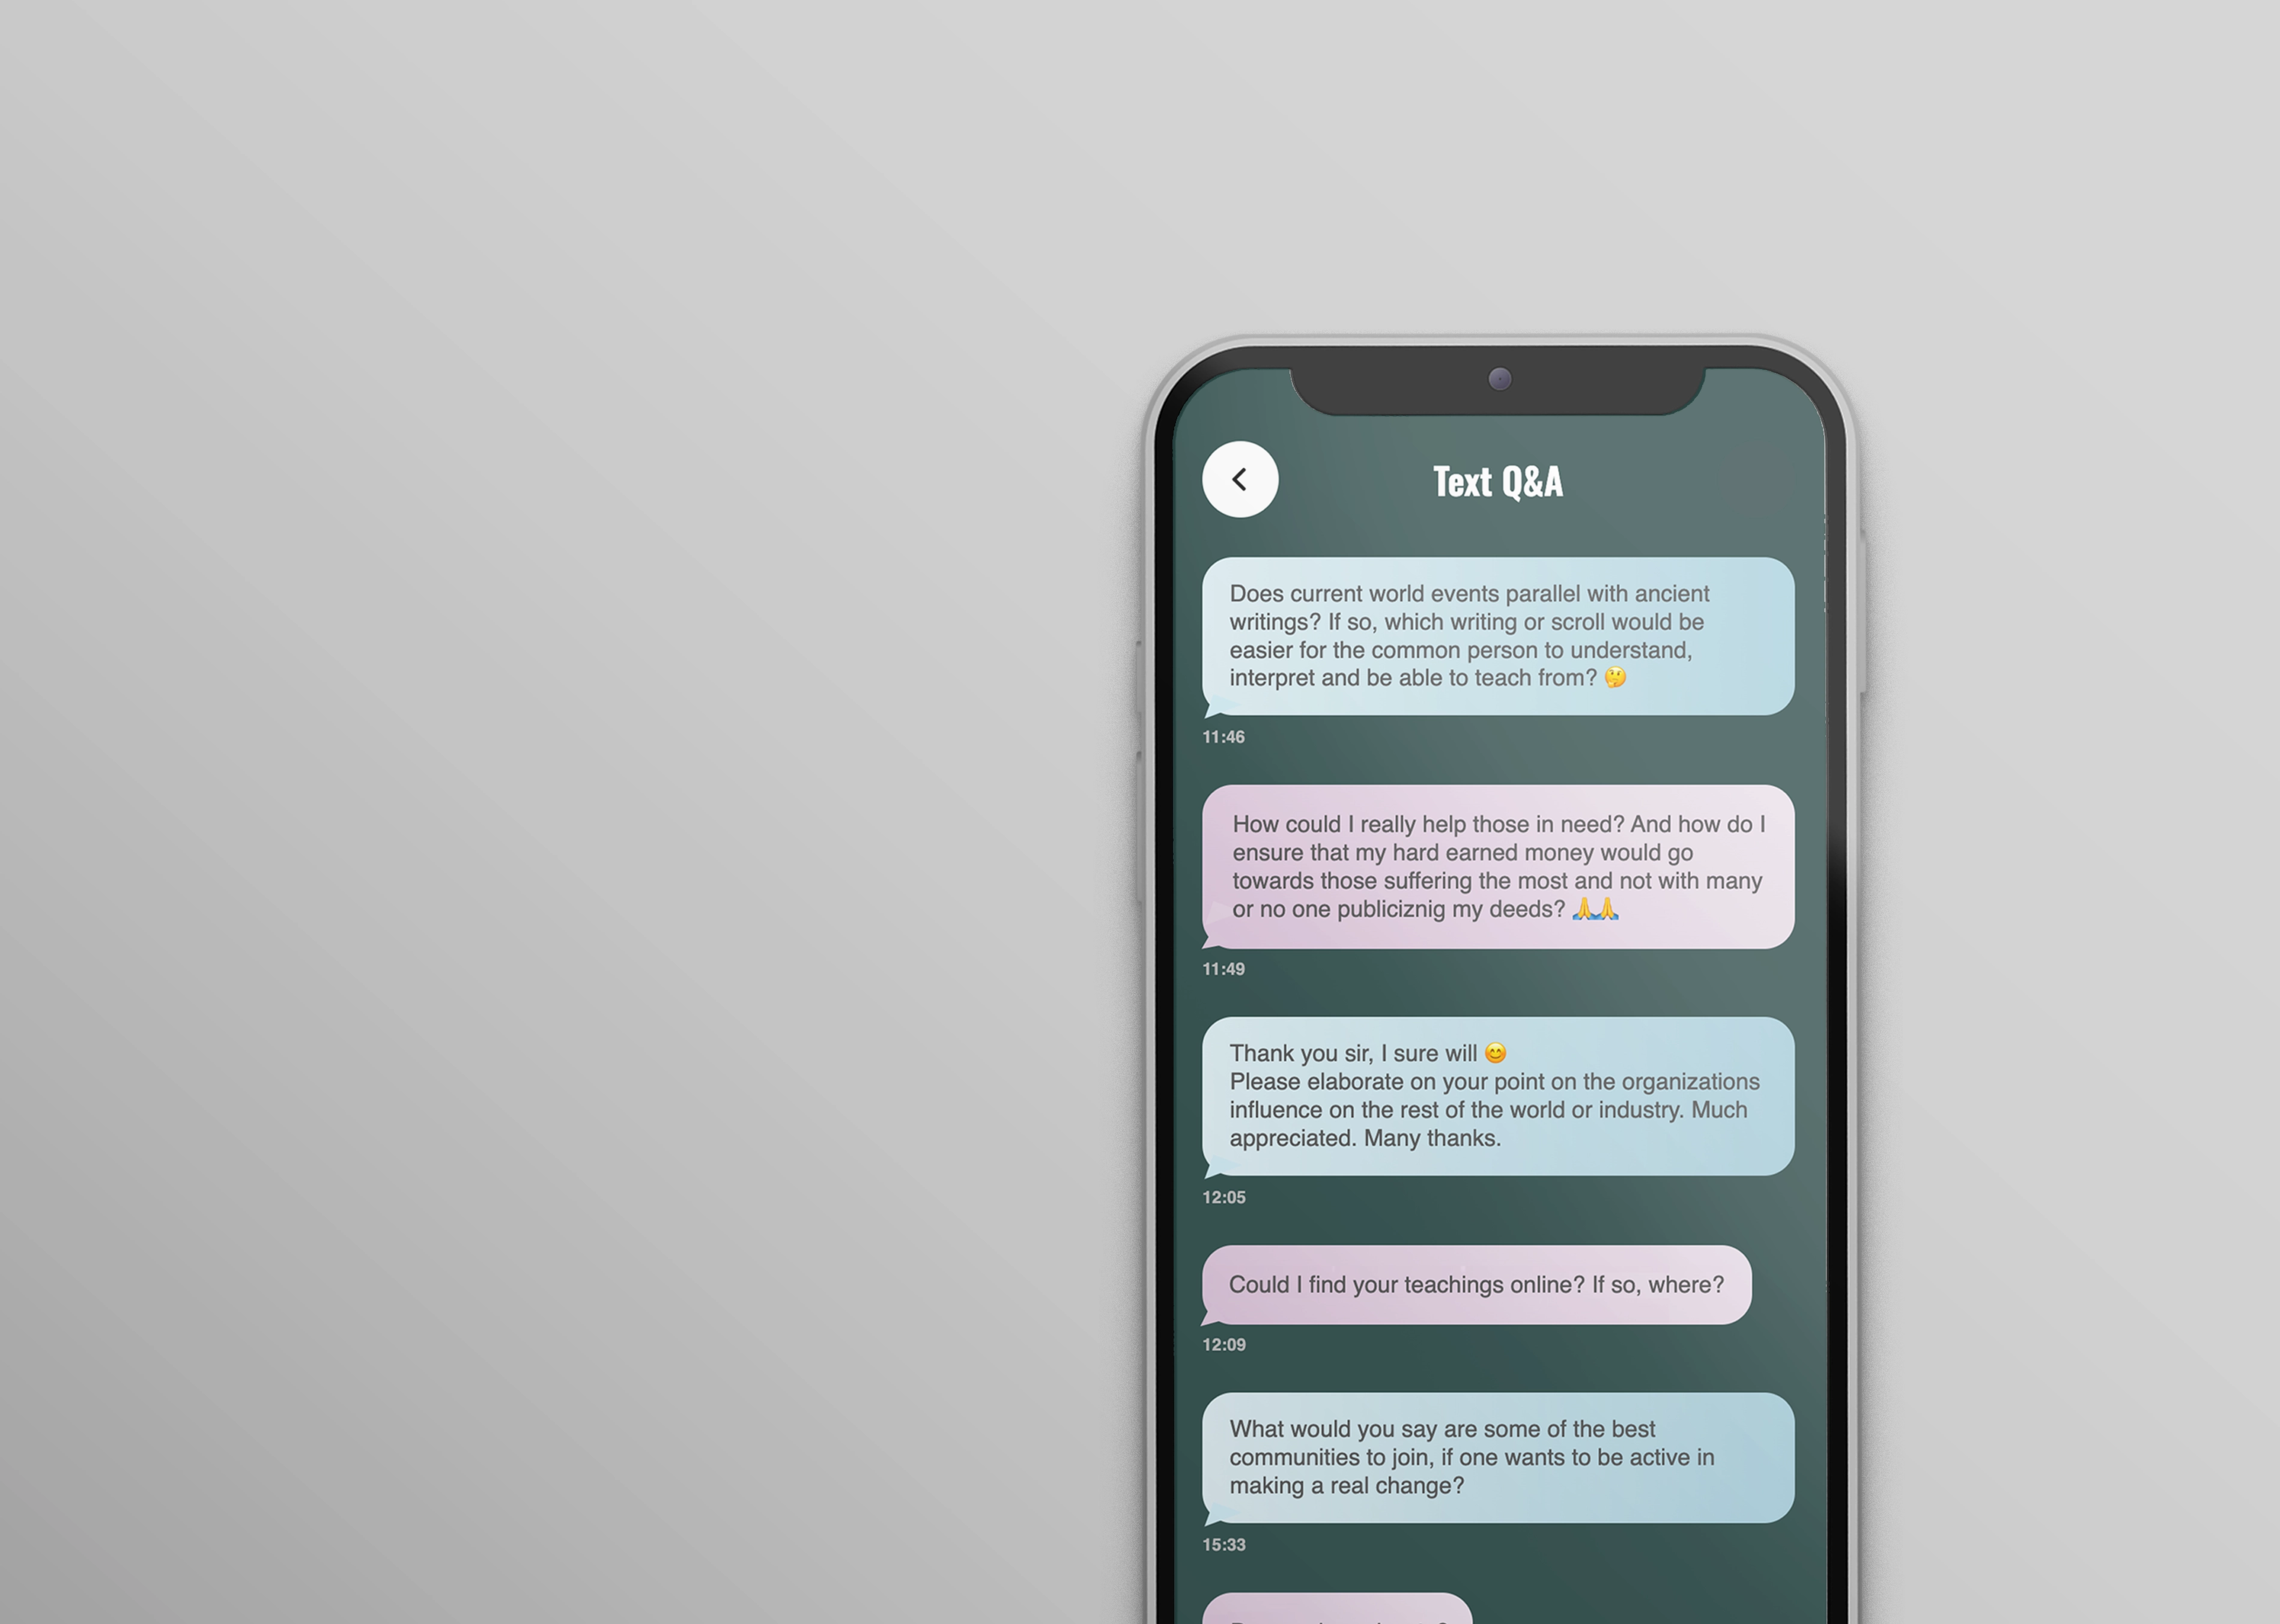 Text Q&A
Does current world events parallel with ancient
writings? If so, which writing or scroll would be
easier for the common person to understand,
interpret and be able to teach from? 🤔
11:46
How could I really help those in need? And how do I
ensure that my hard earned money would go
towards those suffering the most and not with many
or no one publiciznig my deeds? 🙏🙏
11:49
Thank you sir, I sure will 😊
Please elaborate on your point on the organizations
influence on the rest of the world or industry. Much
appreciated. Many thanks.
12:05
Could I find your teachings online? If so, where?
12:09
What would you say are some of the best
communities to join, if one wants to be active in
making a real change?
15:33